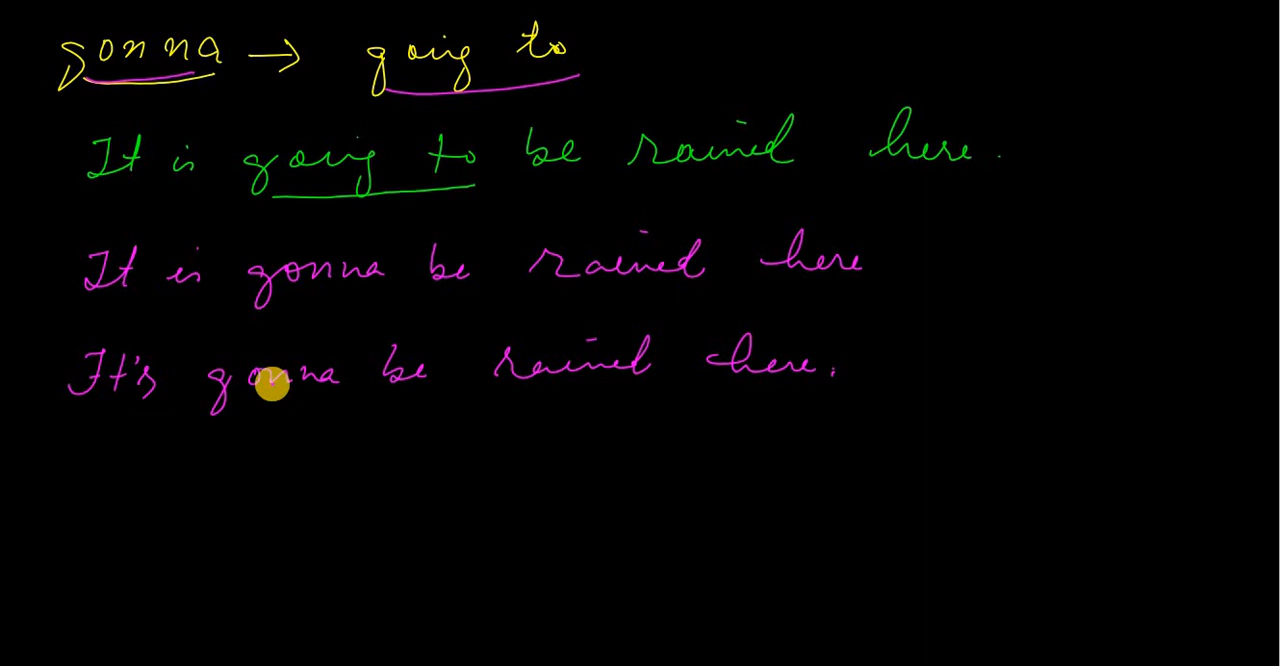 gonna → going to
It is going to be rained here.
It is gonna be rained here
It's gonna be rained here.